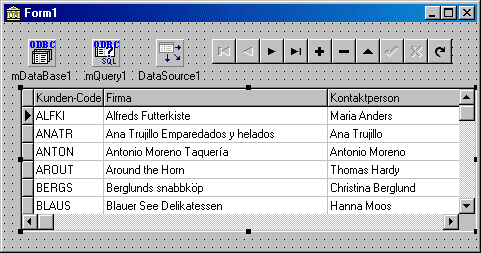 Form1
ODBC
ODBC
?
SQL
mDataBase1 mQuery1 DataSource1
Kunden-Code Firma Kontaktperson
ALFKI Alfreds Futterkiste Maria Anders
ANATR Ana Trujillo Emparedados y helados Ana Trujillo
ANTON Antonio Moreno Taquería Antonio Moreno
AROUT Around the Horn Thomas Hardy
BERGS Berglunds snabbköp Christina Berglund
BLAUS Blauer See Delikatessen Hanna Moos